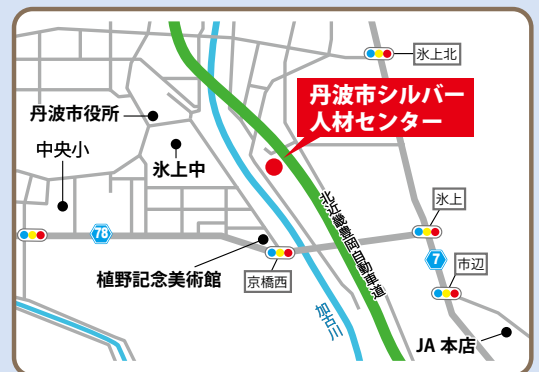 氷上北
丹波市シルバー
人材センター
丹波市役所
中央小
氷上中
氷上
78
北近畿豊岡自動車道
7
市辺
植野記念美術館
京橋西
加古川
JA 本店